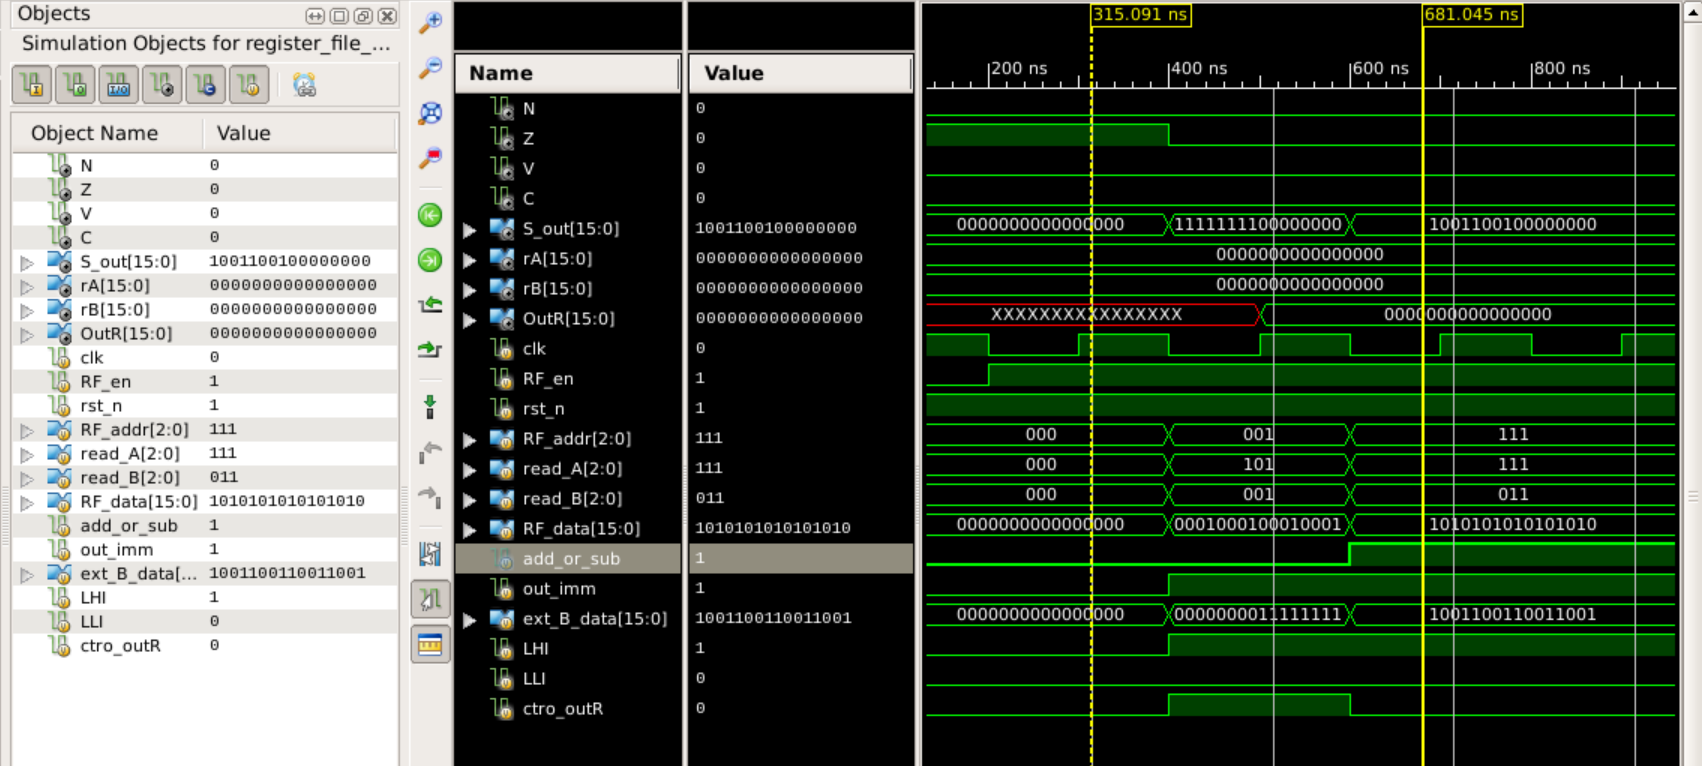 Objects
Simulation Objects for register_file_...
Object Name Value
N 0
Z 0
V 0
C 0
S_out[15:0] 1001100100000000
rA[15:0] 0000000000000000
rB[15:0] 0000000000000000
OutR[15:0] 0000000000000000
clk 0
RF_en 1
rst_n 1
RF_addr[2:0] 111
read_A[2:0] 111
read_B[2:0] 011
RF_data[15:0] 1010101010101010
add_or_sub 1
out_imm 1
ext_B_data[... 1001100110011001
LHI 1
LLI 0
ctro_outR 0
315.091 ns 681.045 ns
Name Value 200 ns 400 ns 600 ns 800 ns
N 0
Z 0
V 0
C 0
S_out[15:0] 1001100100000000 0000000000000000 1111111100000000 1001100100000000
rA[15:0] 0000000000000000 0000000000000000
rB[15:0] 0000000000000000 0000000000000000
OutR[15:0] 0000000000000000 XXXXXXXXXXXXXXXX 0000000000000000
clk 0
RF_en 1
rst_n 1
RF_addr[2:0] 111 000 001 111
read_A[2:0] 111 000 101 111
read_B[2:0] 011 000 001 011
RF_data[15:0] 1010101010101010 0000000000000000 0001000100010001 1010101010101010
add_or_sub 1
out_imm 1
ext_B_data[15:0] 1001100110011001 0000000000000000 0000000011111111 1001100110011001
LHI 1
LLI 0
ctro_outR 0